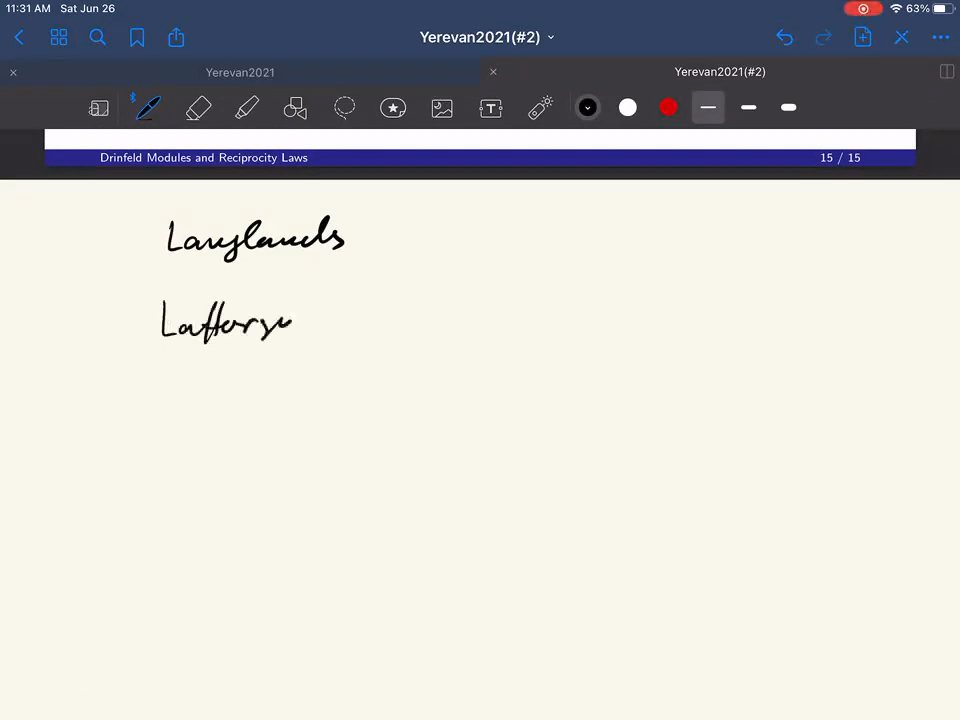 11:31 AM Sat Jun 26 63%
Yerevan2021(#2)
Yerevan2021 Yerevan2021(#2)
Drinfeld Modules and Reciprocity Laws 15 / 15
Langlands
Lafforgu